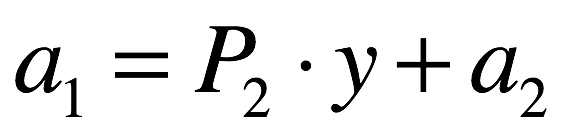 a₁ = P₂ · y + a₂